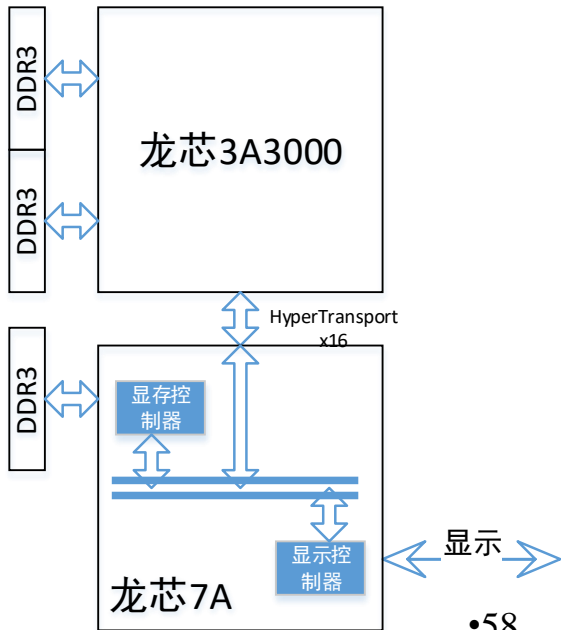 DDR3
龙芯3A3000
DDR3
HyperTransport
x16
DDR3
显存控
制器
显示控
制器
显示
龙芯7A
•58